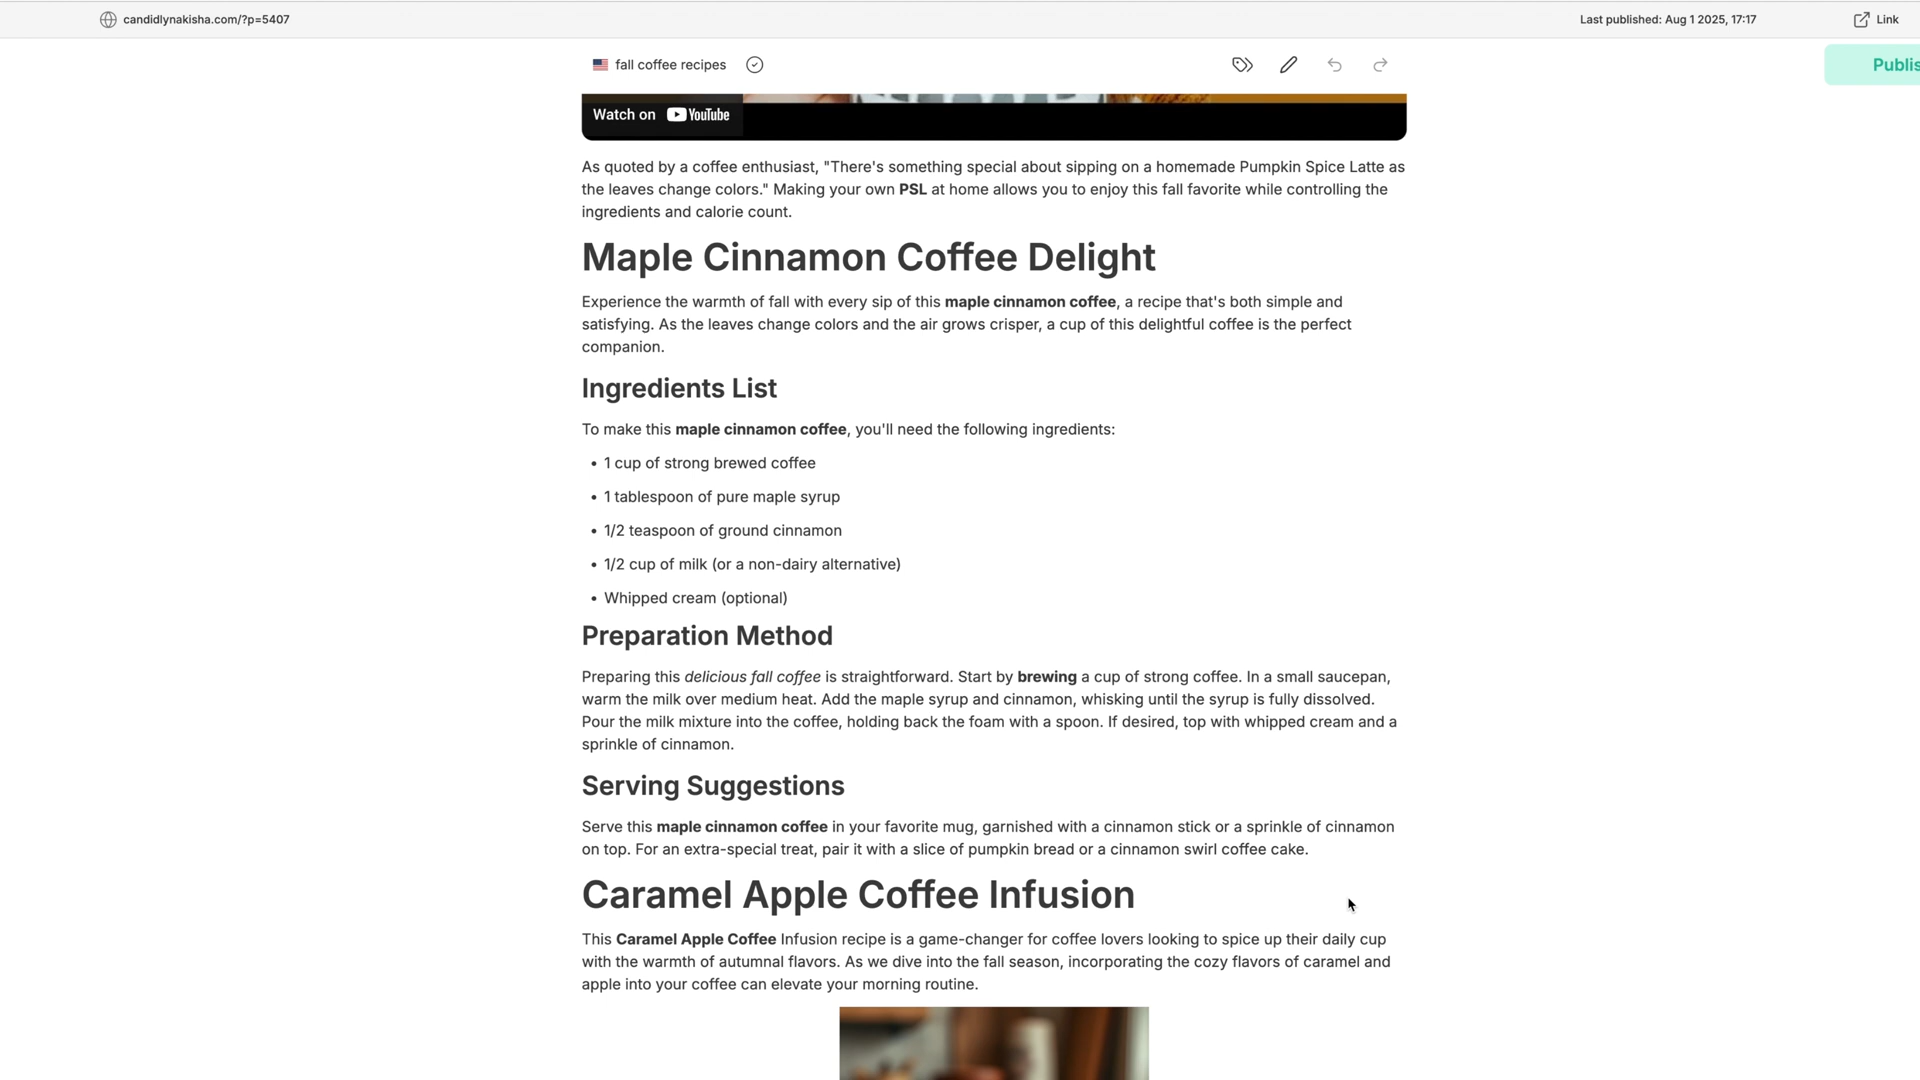 candidlynakisha.com/?p=5407
Last published: Aug 1 2025, 17:17
Link
fall coffee recipes
Watch on YouTube
As quoted by a coffee enthusiast, "There's something special about sipping on a homemade Pumpkin Spice Latte as
the leaves change colors." Making your own PSL at home allows you to enjoy this fall favorite while controlling the
ingredients and calorie count.
Maple Cinnamon Coffee Delight
Experience the warmth of fall with every sip of this maple cinnamon coffee, a recipe that's both simple and
satisfying. As the leaves change colors and the air grows crisper, a cup of this delightful coffee is the perfect
companion.
Ingredients List
To make this maple cinnamon coffee, you'll need the following ingredients:
• 1 cup of strong brewed coffee
• 1 tablespoon of pure maple syrup
• 1/2 teaspoon of ground cinnamon
• 1/2 cup of milk (or a non-dairy alternative)
• Whipped cream (optional)
Preparation Method
Preparing this delicious fall coffee is straightforward. Start by brewing a cup of strong coffee. In a small saucepan,
warm the milk over medium heat. Add the maple syrup and cinnamon, whisking until the syrup is fully dissolved.
Pour the milk mixture into the coffee, holding back the foam with a spoon. If desired, top with whipped cream and a
sprinkle of cinnamon.
Serving Suggestions
Serve this maple cinnamon coffee in your favorite mug, garnished with a cinnamon stick or a sprinkle of cinnamon
on top. For an extra-special treat, pair it with a slice of pumpkin bread or a cinnamon swirl coffee cake.
Caramel Apple Coffee Infusion
This Caramel Apple Coffee Infusion recipe is a game-changer for coffee lovers looking to spice up their daily cup
with the warmth of autumnal flavors. As we dive into the fall season, incorporating the cozy flavors of caramel and
apple into your coffee can elevate your morning routine.